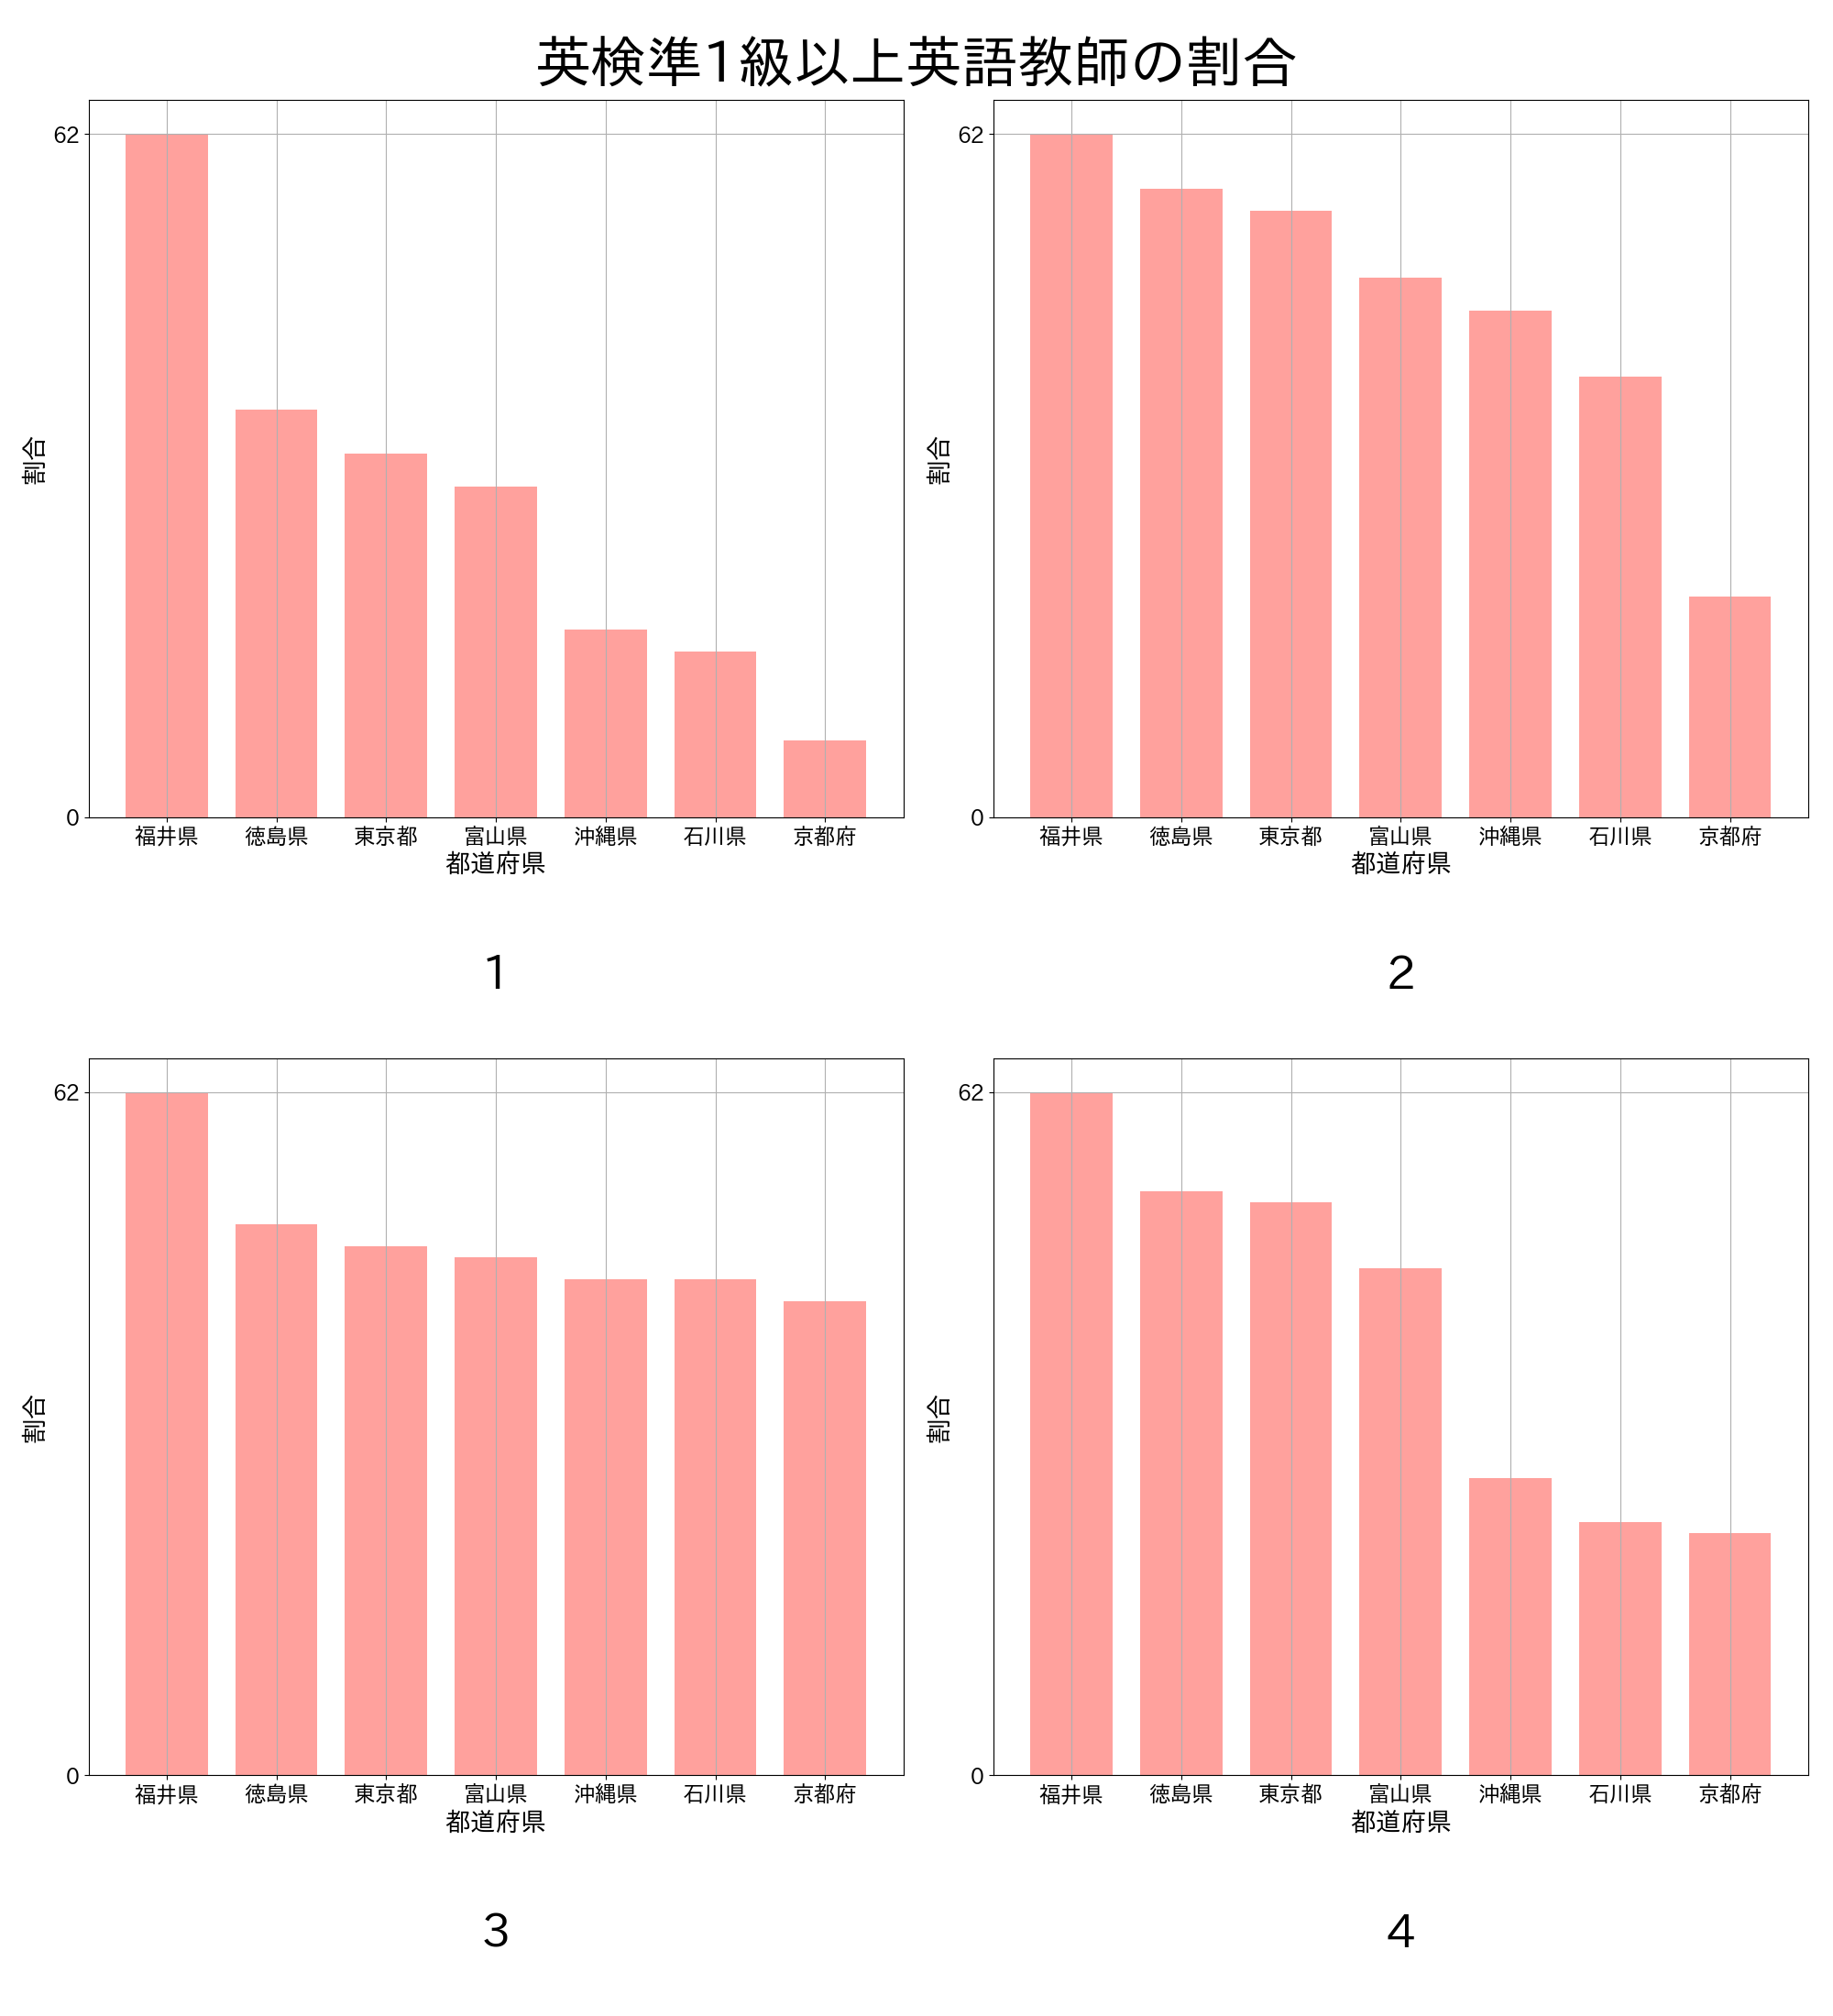 英検準1級以上英語教師の割合
62
0
割合
福井県 徳島県 東京都 富山県 沖縄県 石川県 京都府
都道府県
1
62
0
割合
福井県 徳島県 東京都 富山県 沖縄県 石川県 京都府
都道府県
2
62
0
割合
福井県 徳島県 東京都 富山県 沖縄県 石川県 京都府
都道府県
3
62
0
割合
福井県 徳島県 東京都 富山県 沖縄県 石川県 京都府
都道府県
4